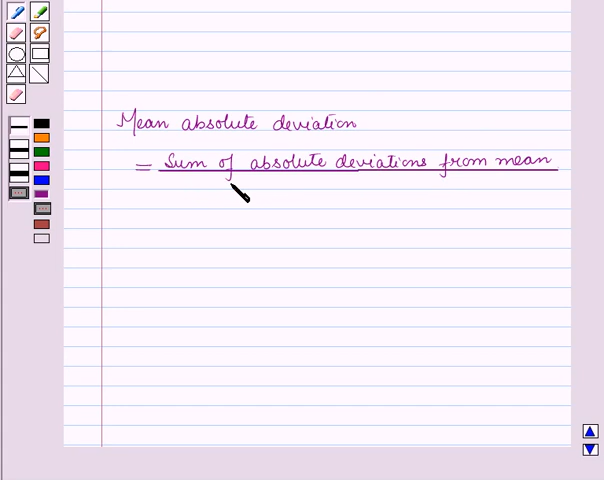 Mean absolute deviation
= Sum of absolute deviations from mean